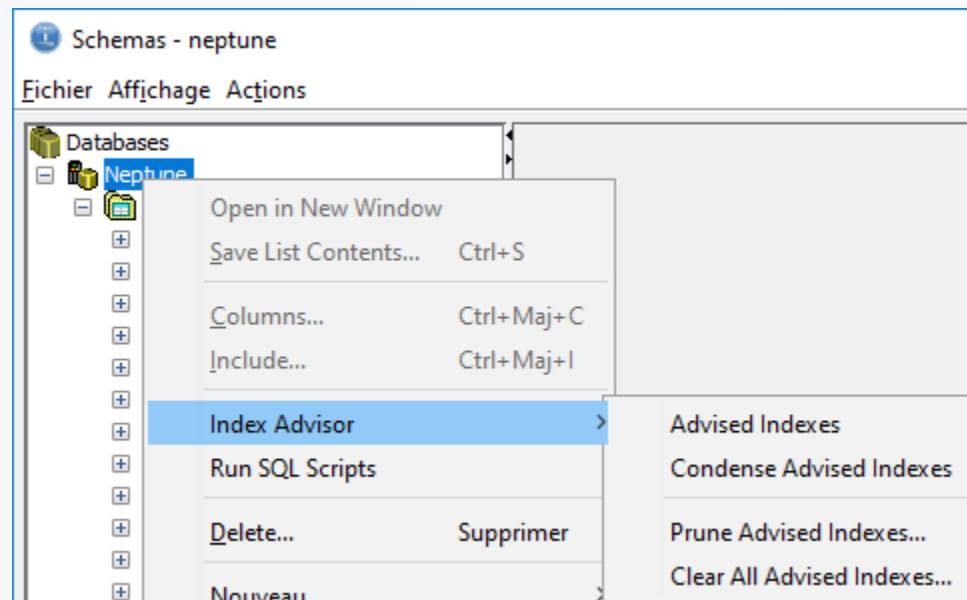 Schemas - neptune
Fichier Affichage Actions
Databases
Neptune
Open in New Window
Save List Contents... Ctrl+S
Columns... Ctrl+Maj+C
Include... Ctrl+Maj+I
Index Advisor
Advised Indexes
Run SQL Scripts
Condense Advised Indexes
Delete... Supprimer
Prune Advised Indexes...
Clear All Advised Indexes...
Nouveau